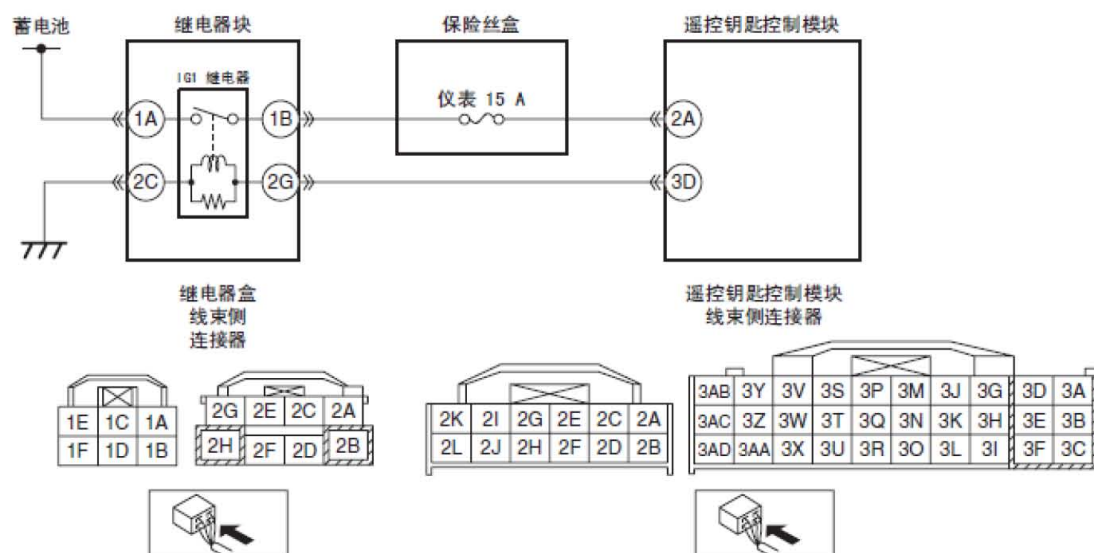 蓄电池 继电器块 保险丝盒 遥控钥匙控制模块
IG1 继电器
仪表 15 A
1A 1B 2A
2C 2G 3D
继电器盒
线束侧
连接器
遥控钥匙控制模块
线束侧连接器
1E 1C 1A
1F 1D 1B
2G 2E 2C 2A
2H 2F 2D 2B
2K 2I 2G 2E 2C 2A
2L 2J 2H 2F 2D 2B
3AB 3Y 3V 3S 3P 3M 3J 3G 3D 3A
3AC 3Z 3W 3T 3Q 3N 3K 3H 3E 3B
3AD 3AA 3X 3U 3R 3O 3L 3I 3F 3C